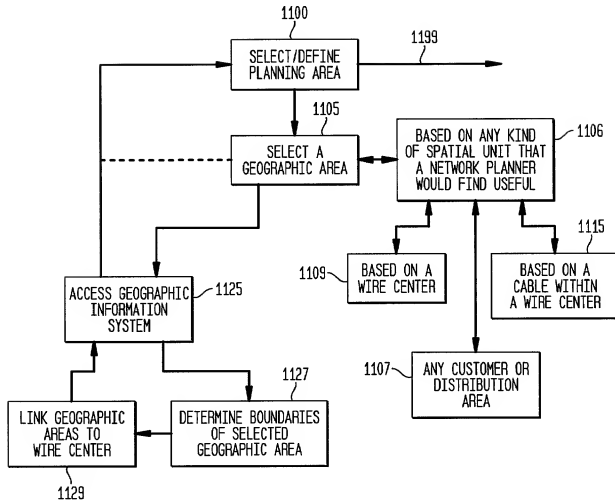 1100
SELECT/DEFINE
PLANNING AREA
1199
1105
SELECT A
GEOGRAPHIC AREA
BASED ON ANY KIND
OF SPATIAL UNIT THAT
A NETWORK PLANNER
WOULD FIND USEFUL
1106
1109
BASED ON A
WIRE CENTER
1115
BASED ON A
CABLE WITHIN
A WIRE CENTER
ACCESS GEOGRAPHIC
INFORMATION
SYSTEM
1125
1107
ANY CUSTOMER OR
DISTRIBUTION
AREA
1127
LINK GEOGRAPHIC
AREAS TO
WIRE CENTER
1129
DETERMINE BOUNDARIES
OF SELECTED
GEOGRAPHIC AREA